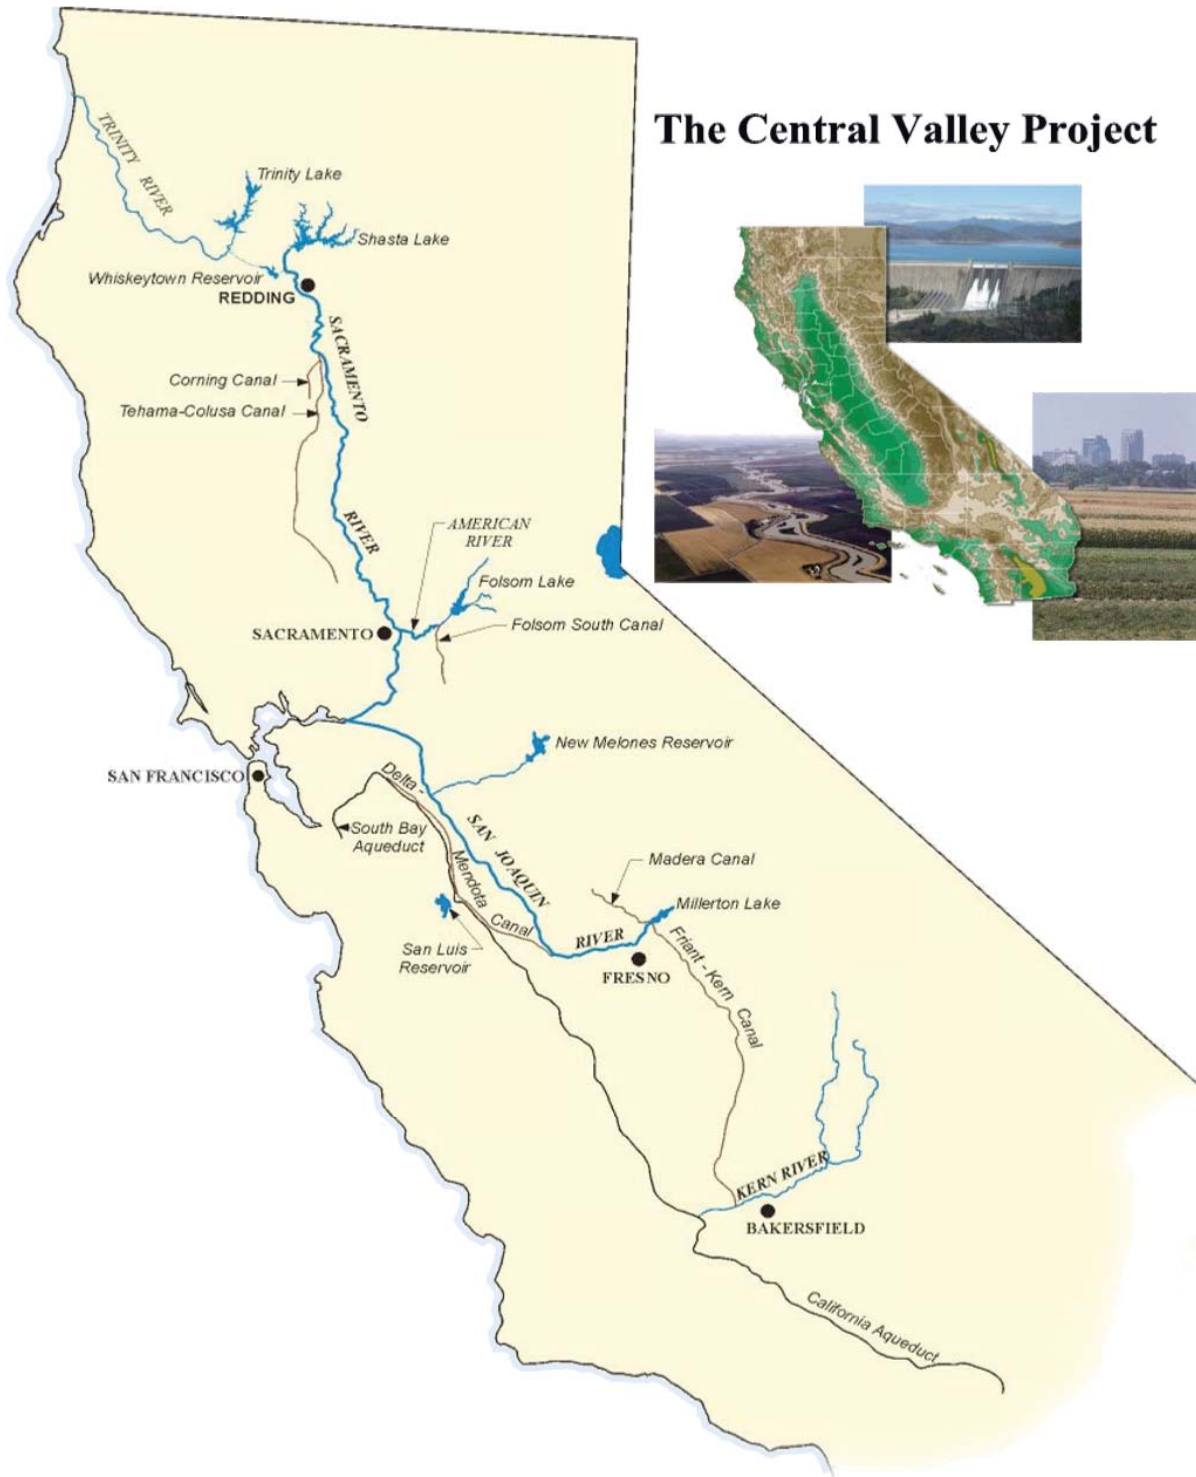 The Central Valley Project
TRINITY RIVER
Trinity Lake
Shasta Lake
Whiskeytown Reservoir
REDDING
SACRAMENTO
RIVER
Corning Canal
Tehama-Colusa Canal
AMERICAN
RIVER
Folsom Lake
Folsom South Canal
SACRAMENTO
New Melones Reservoir
SAN FRANCISCO
Delta -
Mendota
Canal
South Bay
Aqueduct
SAN JOAQUIN
RIVER
Madera Canal
Millerton Lake
San Luis
Reservoir
FRESNO
Friant - Kern Canal
KERN RIVER
BAKERSFIELD
California Aqueduct